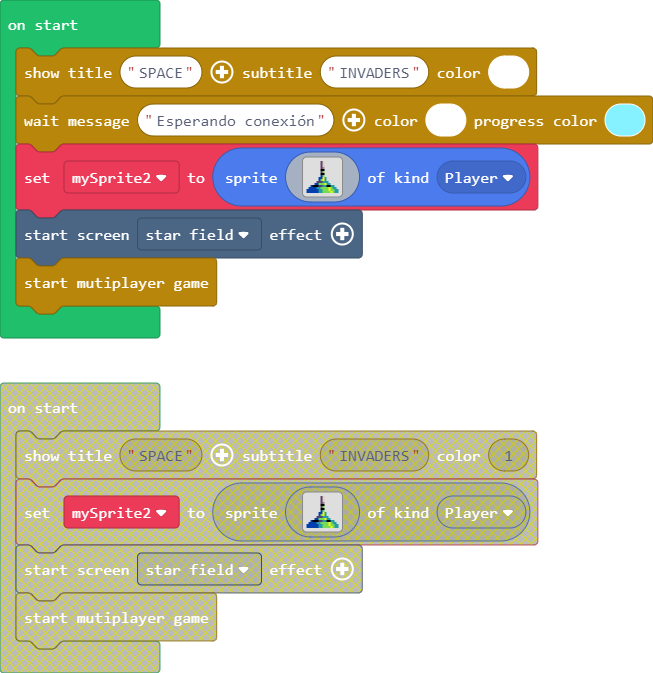 on start
show title "SPACE" subtitle "INVADERS" color
wait message "Esperando conexión" color progress color
set mySprite2 to sprite of kind Player
start screen star field effect
start mutiplayer game
on start
show title "SPACE" subtitle "INVADERS" color 1
set mySprite2 to sprite of kind Player
start screen star field effect
start mutiplayer game